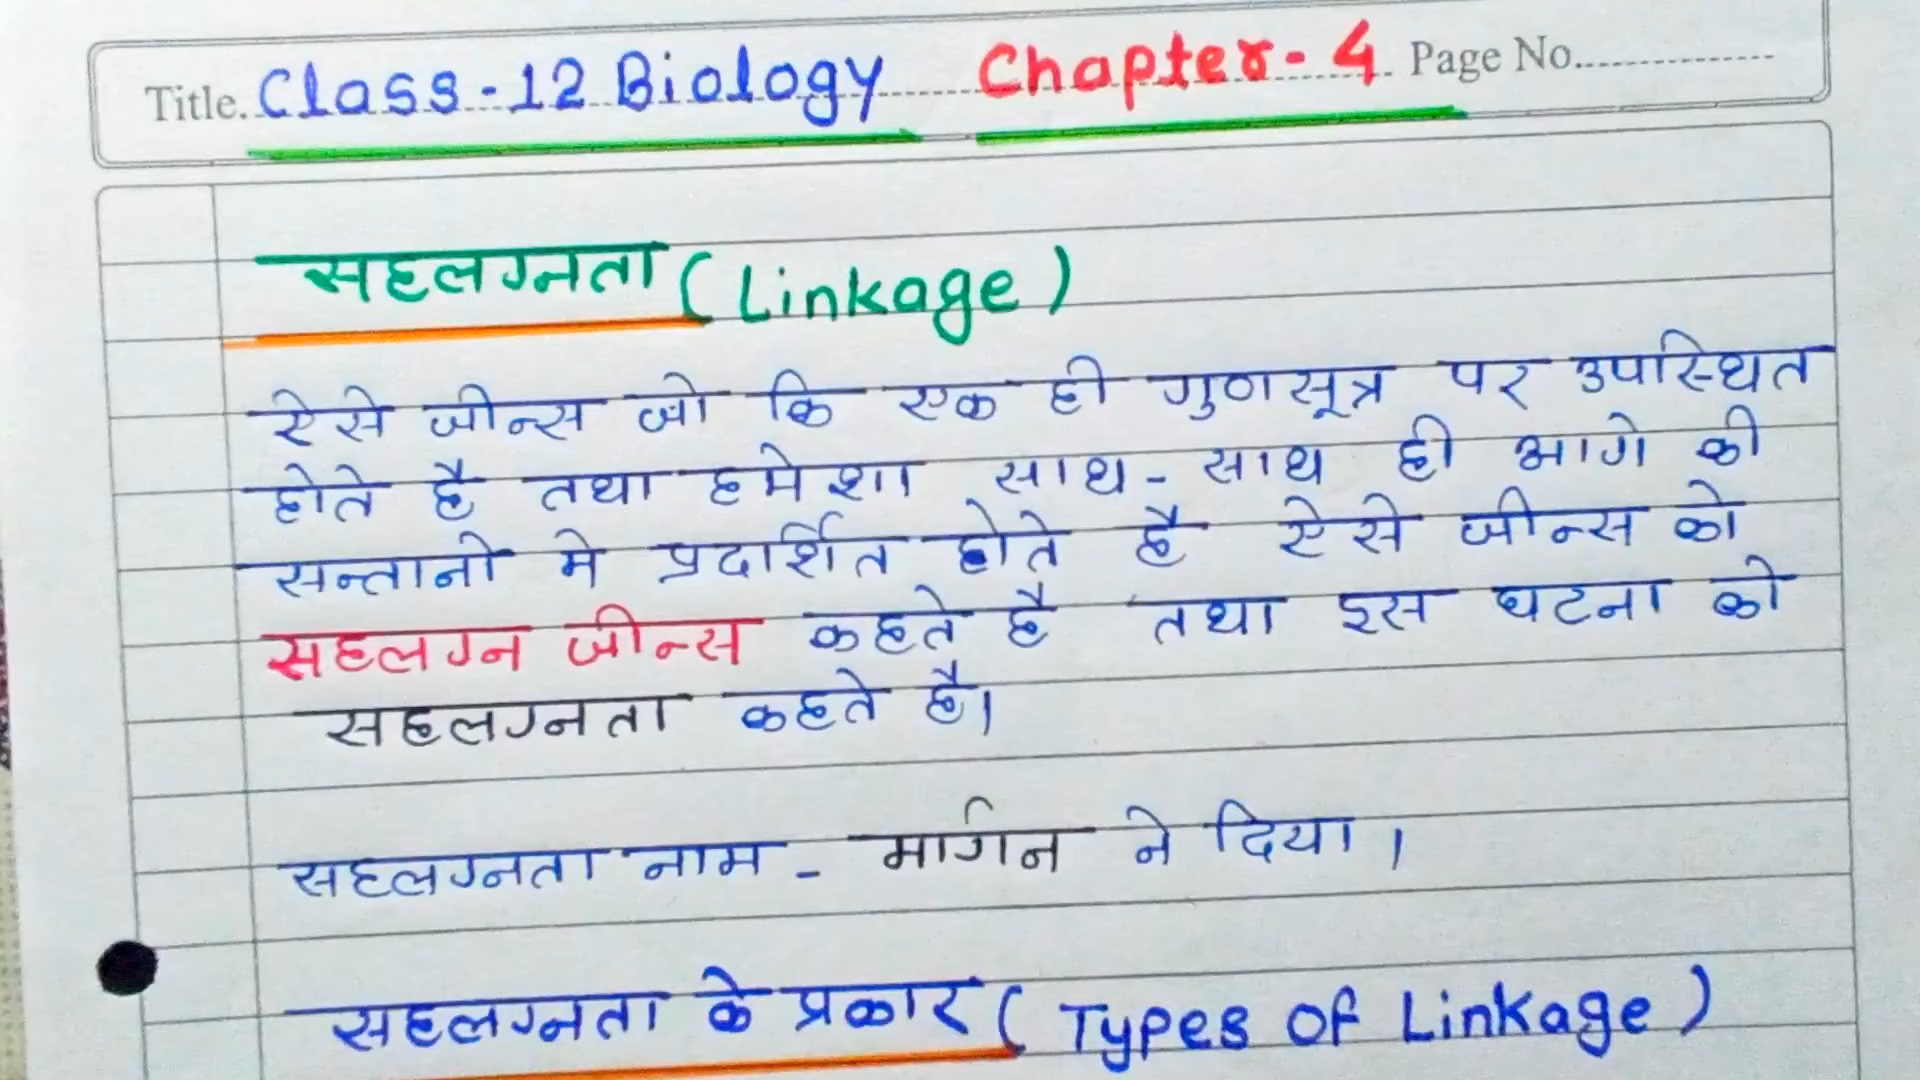 Title. Class-12 Biology Chapter-4 Page No.
सहलग्नता (Linkage)
ऐसे जीन्स जो कि एक ही गुणसूत्र पर उपस्थित
होते है तथा हमेशा साथ-साथ ही आगे की
सन्तानो मे प्रदार्शित होते है ऐसे जीन्स को
सहलग्न जीन्स कहते है तथा इस घटना को
सहलग्नता कहते है।
सहलग्नता नाम - मार्गन ने दिया।
सहलग्नता के प्रकार (Types Of Linkage)